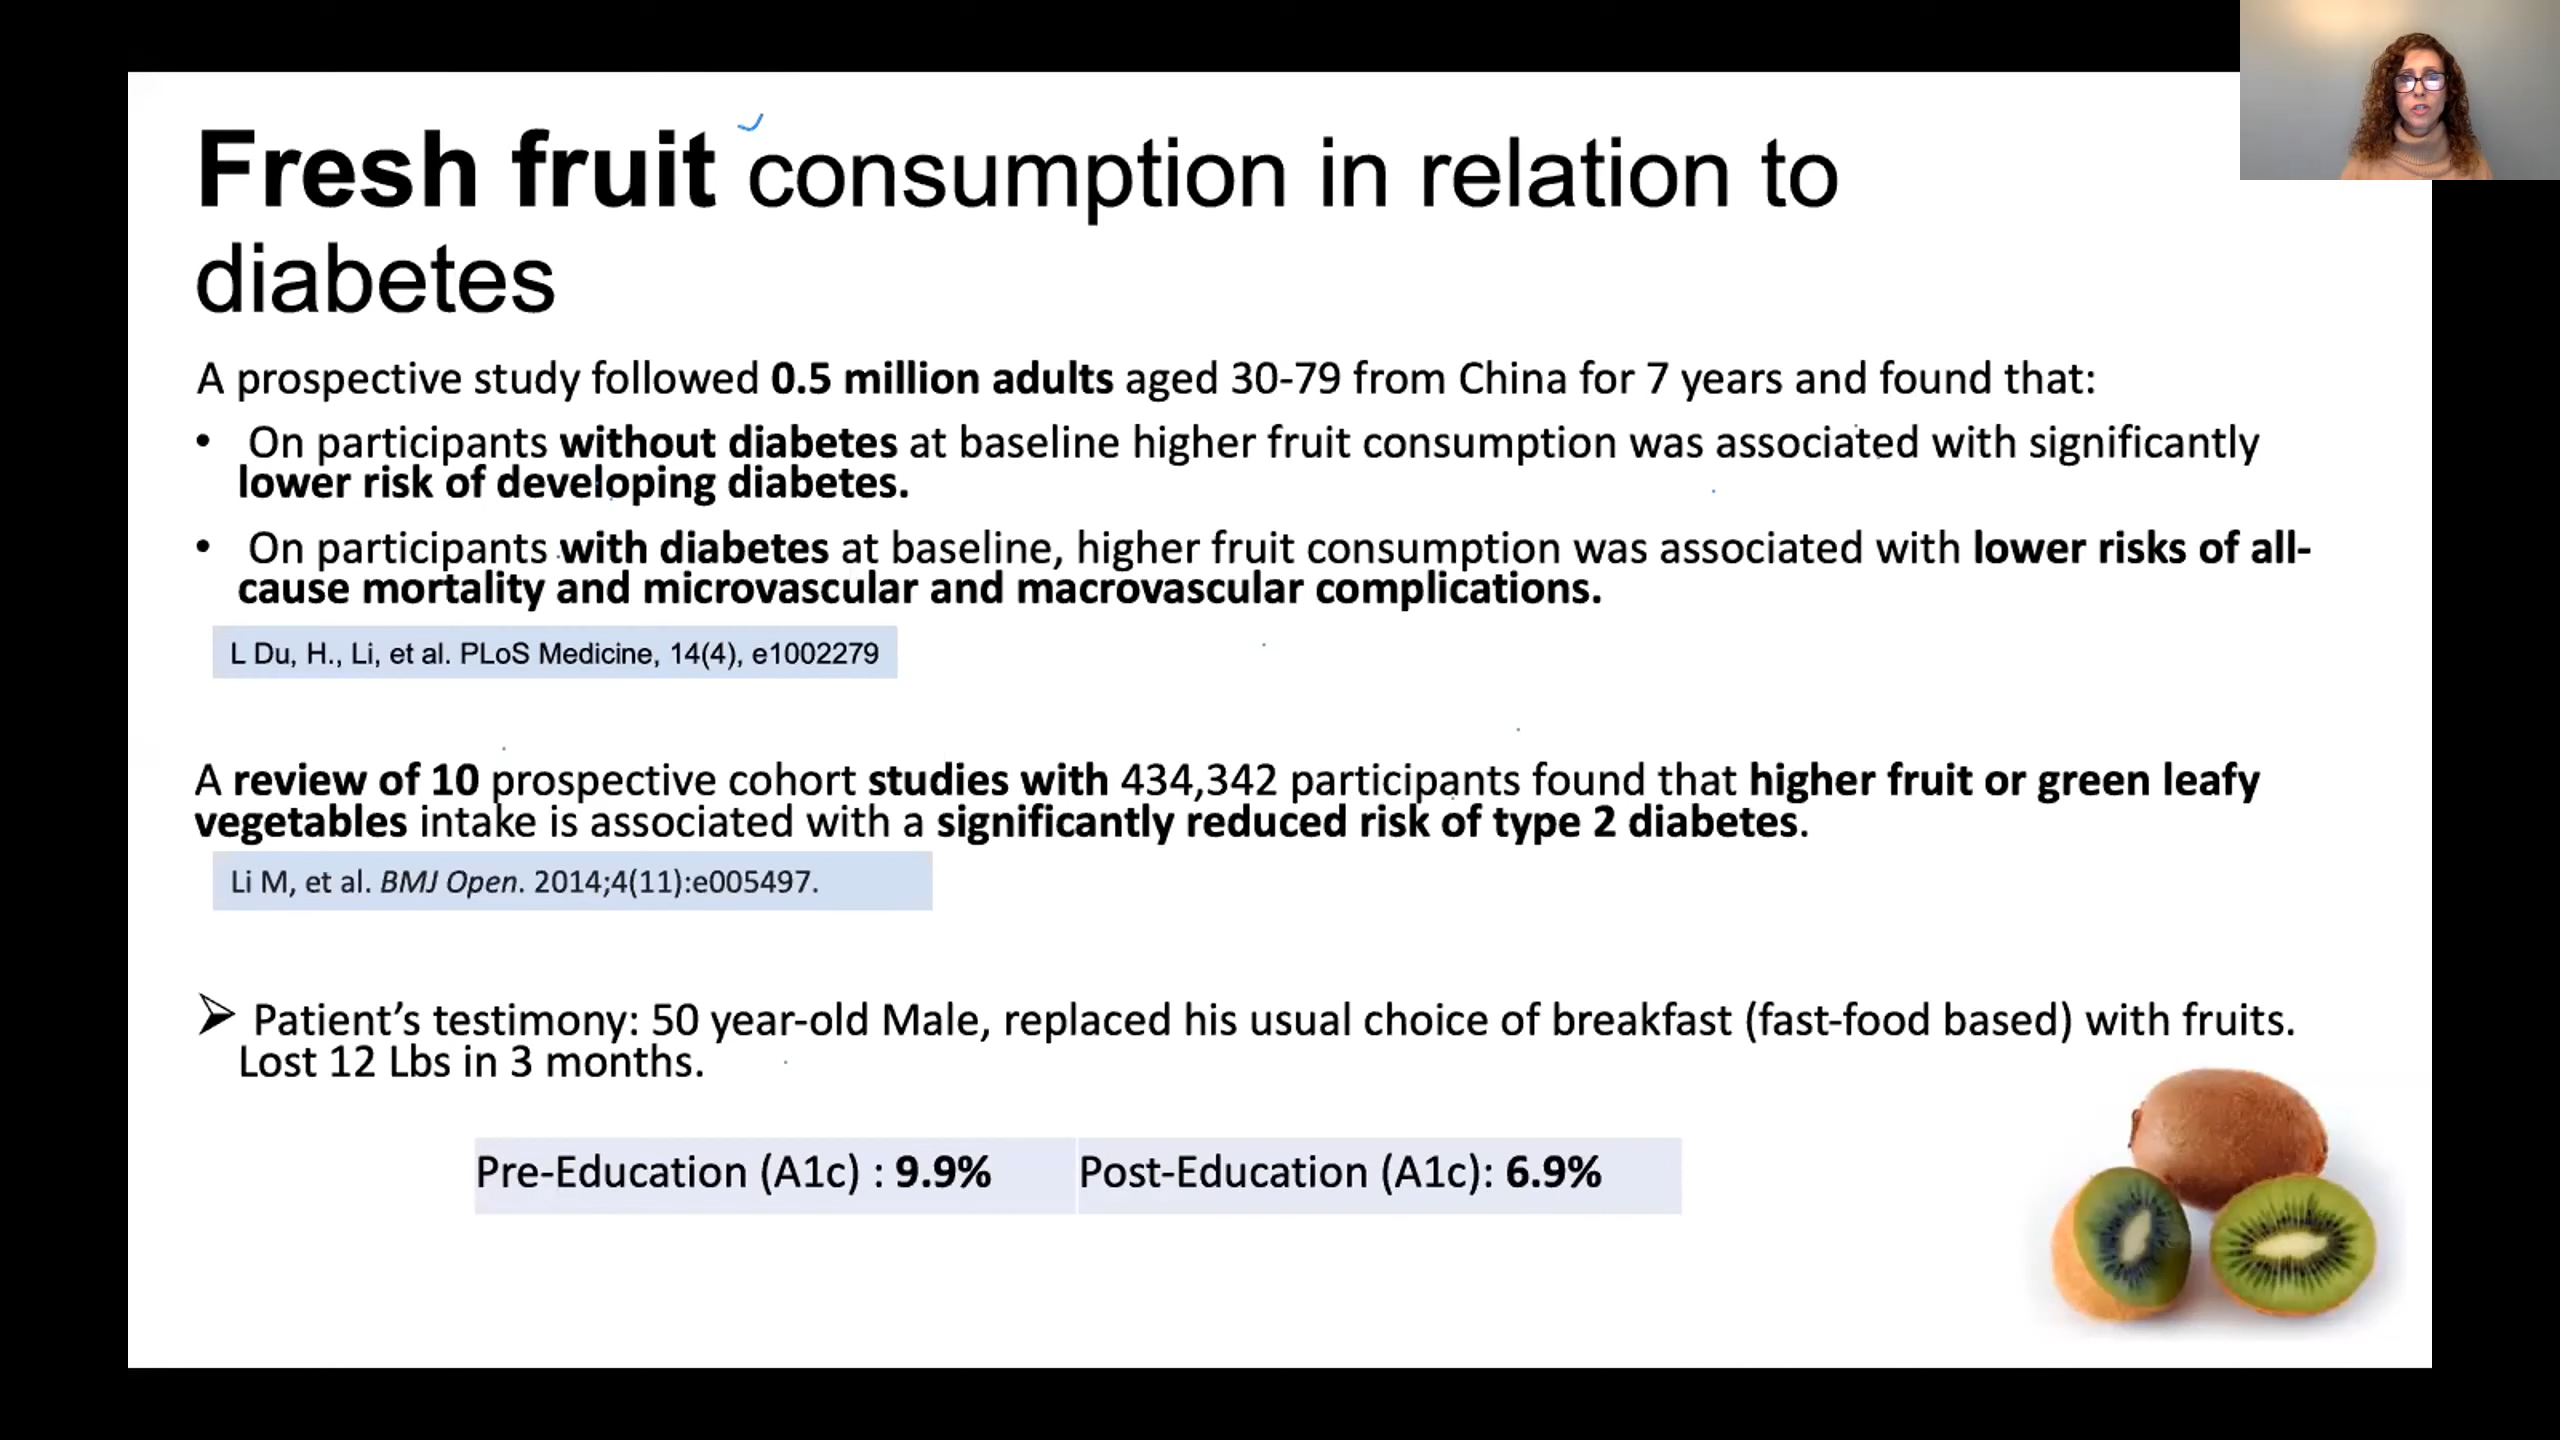 Fresh fruit consumption in relation to
diabetes
A prospective study followed 0.5 million adults aged 30-79 from China for 7 years and found that:
• On participants without diabetes at baseline higher fruit consumption was associated with significantly
lower risk of developing diabetes.
• On participants with diabetes at baseline, higher fruit consumption was associated with lower risks of all-
cause mortality and microvascular and macrovascular complications.
L Du, H., Li, et al. PLoS Medicine, 14(4), e1002279
A review of 10 prospective cohort studies with 434,342 participants found that higher fruit or green leafy
vegetables intake is associated with a significantly reduced risk of type 2 diabetes.
Li M, et al. BMJ Open. 2014;4(11):e005497.
➢ Patient’s testimony: 50 year-old Male, replaced his usual choice of breakfast (fast-food based) with fruits.
Lost 12 Lbs in 3 months.
Pre-Education (A1c) : 9.9% Post-Education (A1c): 6.9%